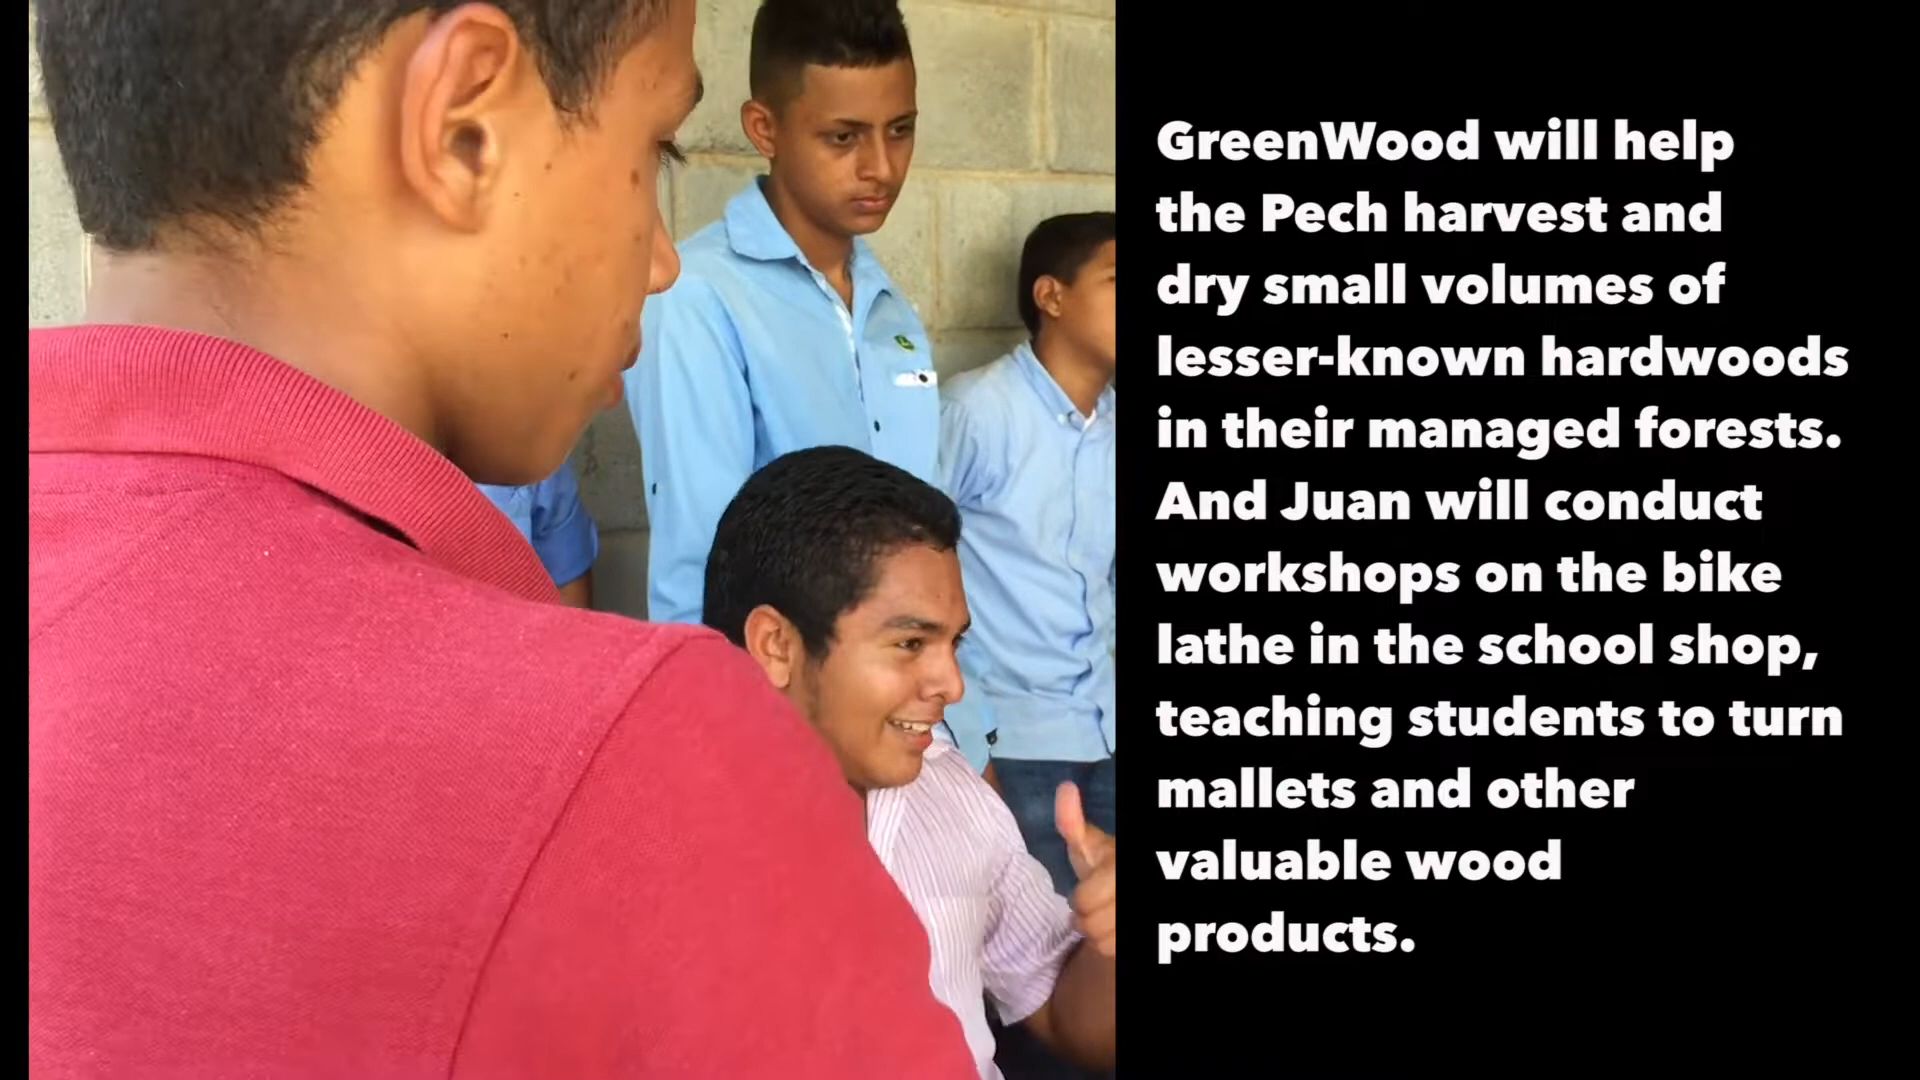 GreenWood will help
the Pech harvest and
dry small volumes of
lesser-known hardwoods
in their managed forests.
And Juan will conduct
workshops on the bike
lathe in the school shop,
teaching students to turn
mallets and other
valuable wood
products.